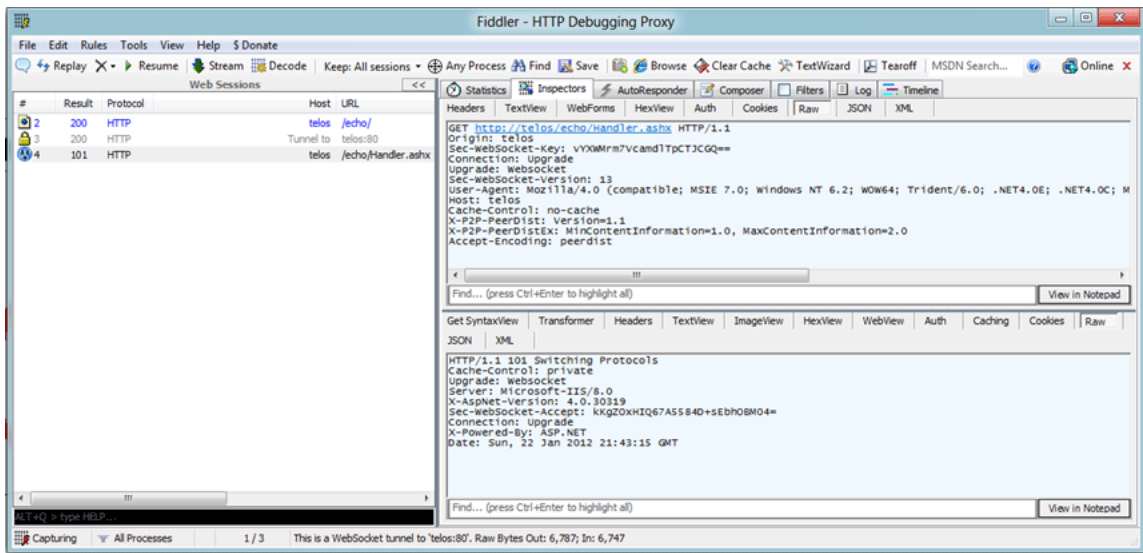 Fiddler - HTTP Debugging Proxy
File Edit Rules Tools View Help $ Donate
Replay Resume Stream Decode Keep: All sessions Any Process Find Save Browse Clear Cache TextWizard Tearoff MSDN Search... Online x
Web Sessions <<
# Result Protocol Host URL
2 200 HTTP telos /echo/
3 200 HTTP Tunnel to telos:80
4 101 HTTP telos /echo/Handler.ashx
Statistics Inspectors AutoResponder Composer Filters Log Timeline
Headers TextView WebForms HexView Auth Cookies Raw JSON XML
GET http://telos/echo/Handler.ashx HTTP/1.1
Origin: telos
Sec-WebSocket-Key: vYXWMrm7VcamdlTpCTJCGQ==
Connection: Upgrade
Upgrade: Websocket
Sec-WebSocket-Version: 13
User-Agent: Mozilla/4.0 (compatible; MSIE 7.0; Windows NT 6.2; WOW64; Trident/6.0; .NET4.0E; .NET4.0C; M
Host: telos
Cache-Control: no-cache
X-P2P-PeerDist: Version=1.1
X-P2P-PeerDistEx: MinContentInformation=1.0, MaxContentInformation=2.0
Accept-Encoding: peerdist
Find... (press Ctrl+Enter to highlight all) View in Notepad
Get SyntaxView Transformer Headers TextView ImageView HexView WebView Auth Caching Cookies Raw
JSON XML
HTTP/1.1 101 Switching Protocols
Cache-Control: private
Upgrade: Websocket
Server: Microsoft-IIS/8.0
X-AspNet-Version: 4.0.30319
Sec-WebSocket-Accept: kKgZOxHIQ67A5584D+sEbhOBMO4=
Connection: Upgrade
X-Powered-By: ASP.NET
Date: Sun, 22 Jan 2012 21:43:15 GMT
Find... (press Ctrl+Enter to highlight all) View in Notepad
ALT+Q > type HELP...
Capturing All Processes 1 / 3 This is a WebSocket tunnel to 'telos:80'. Raw Bytes Out: 6,787; In: 6,747